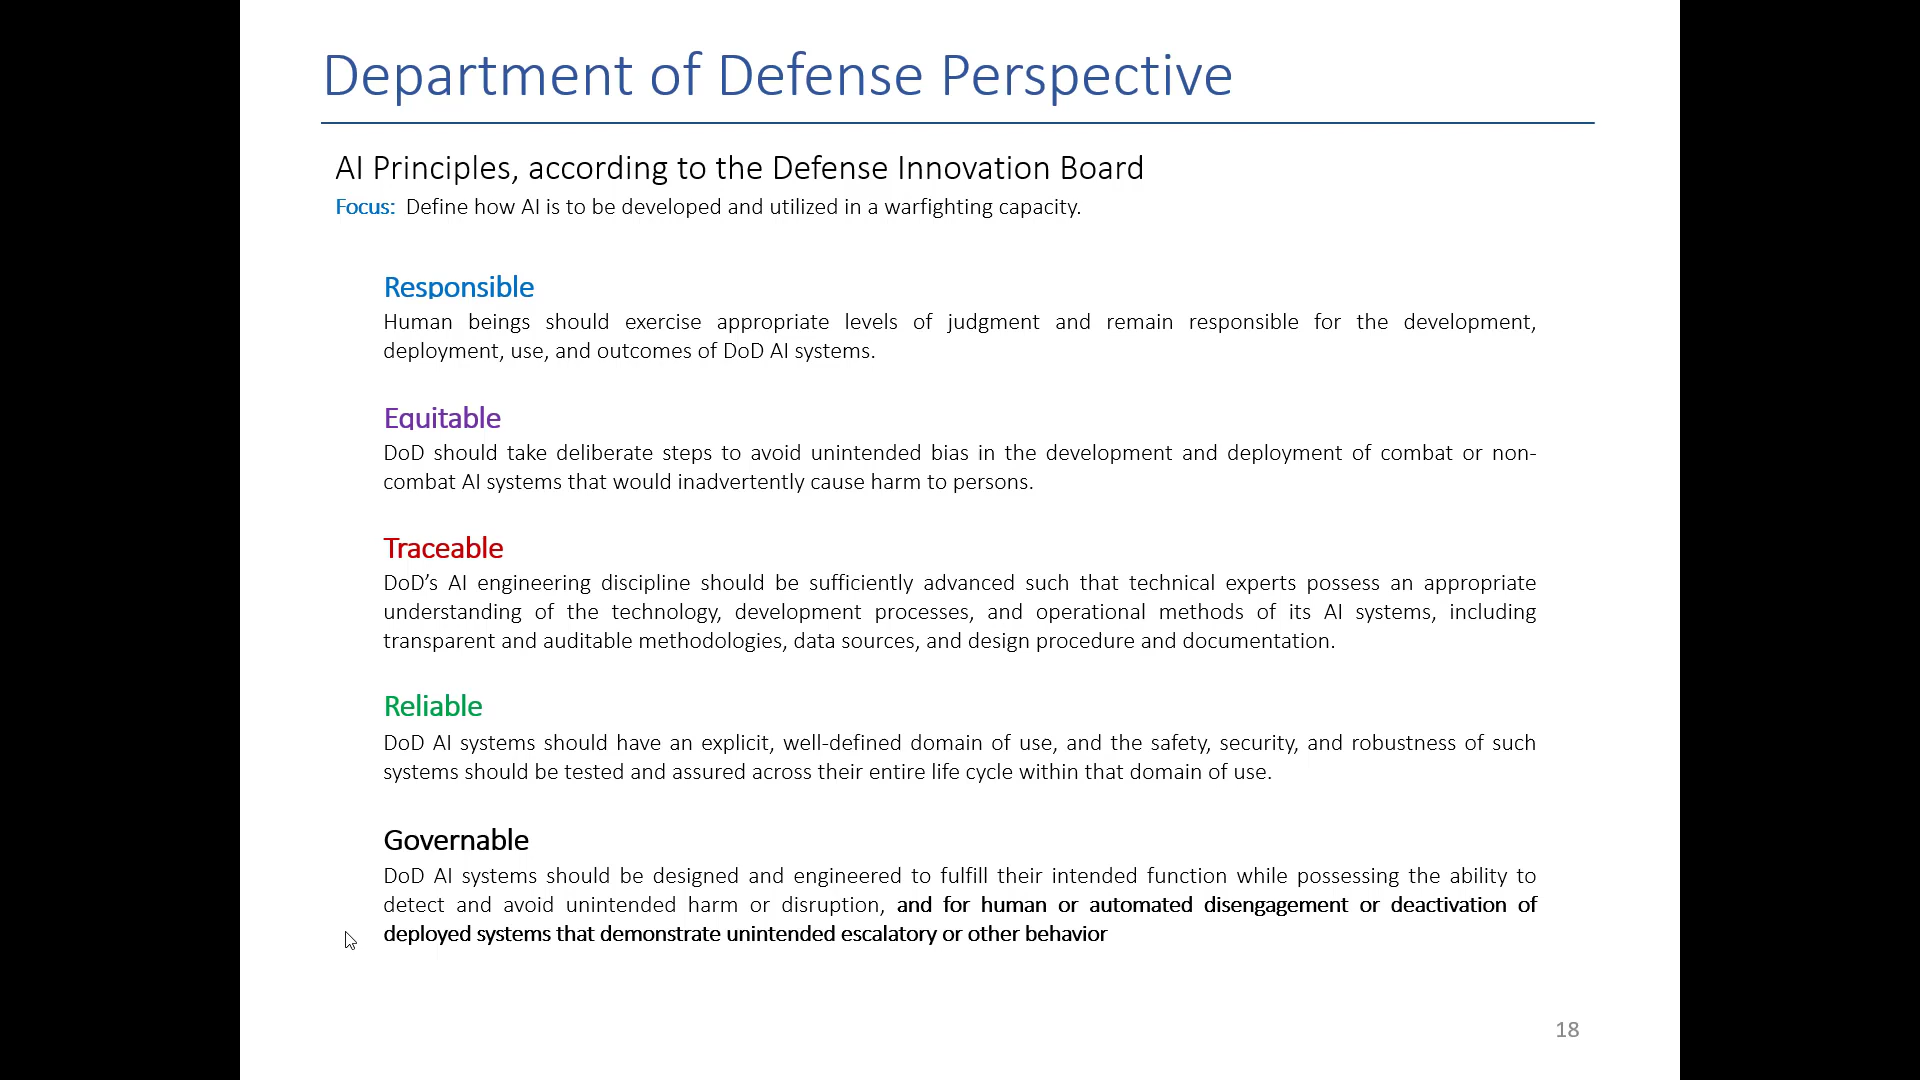 Department of Defense Perspective
AI Principles, according to the Defense Innovation Board
Focus: Define how AI is to be developed and utilized in a warfighting capacity.
Responsible
Human beings should exercise appropriate levels of judgment and remain responsible for the development,
deployment, use, and outcomes of DoD AI systems.
Equitable
DoD should take deliberate steps to avoid unintended bias in the development and deployment of combat or non-
combat AI systems that would inadvertently cause harm to persons.
Traceable
DoD’s AI engineering discipline should be sufficiently advanced such that technical experts possess an appropriate
understanding of the technology, development processes, and operational methods of its AI systems, including
transparent and auditable methodologies, data sources, and design procedure and documentation.
Reliable
DoD AI systems should have an explicit, well-defined domain of use, and the safety, security, and robustness of such
systems should be tested and assured across their entire life cycle within that domain of use.
Governable
DoD AI systems should be designed and engineered to fulfill their intended function while possessing the ability to
detect and avoid unintended harm or disruption, and for human or automated disengagement or deactivation of
deployed systems that demonstrate unintended escalatory or other behavior
18